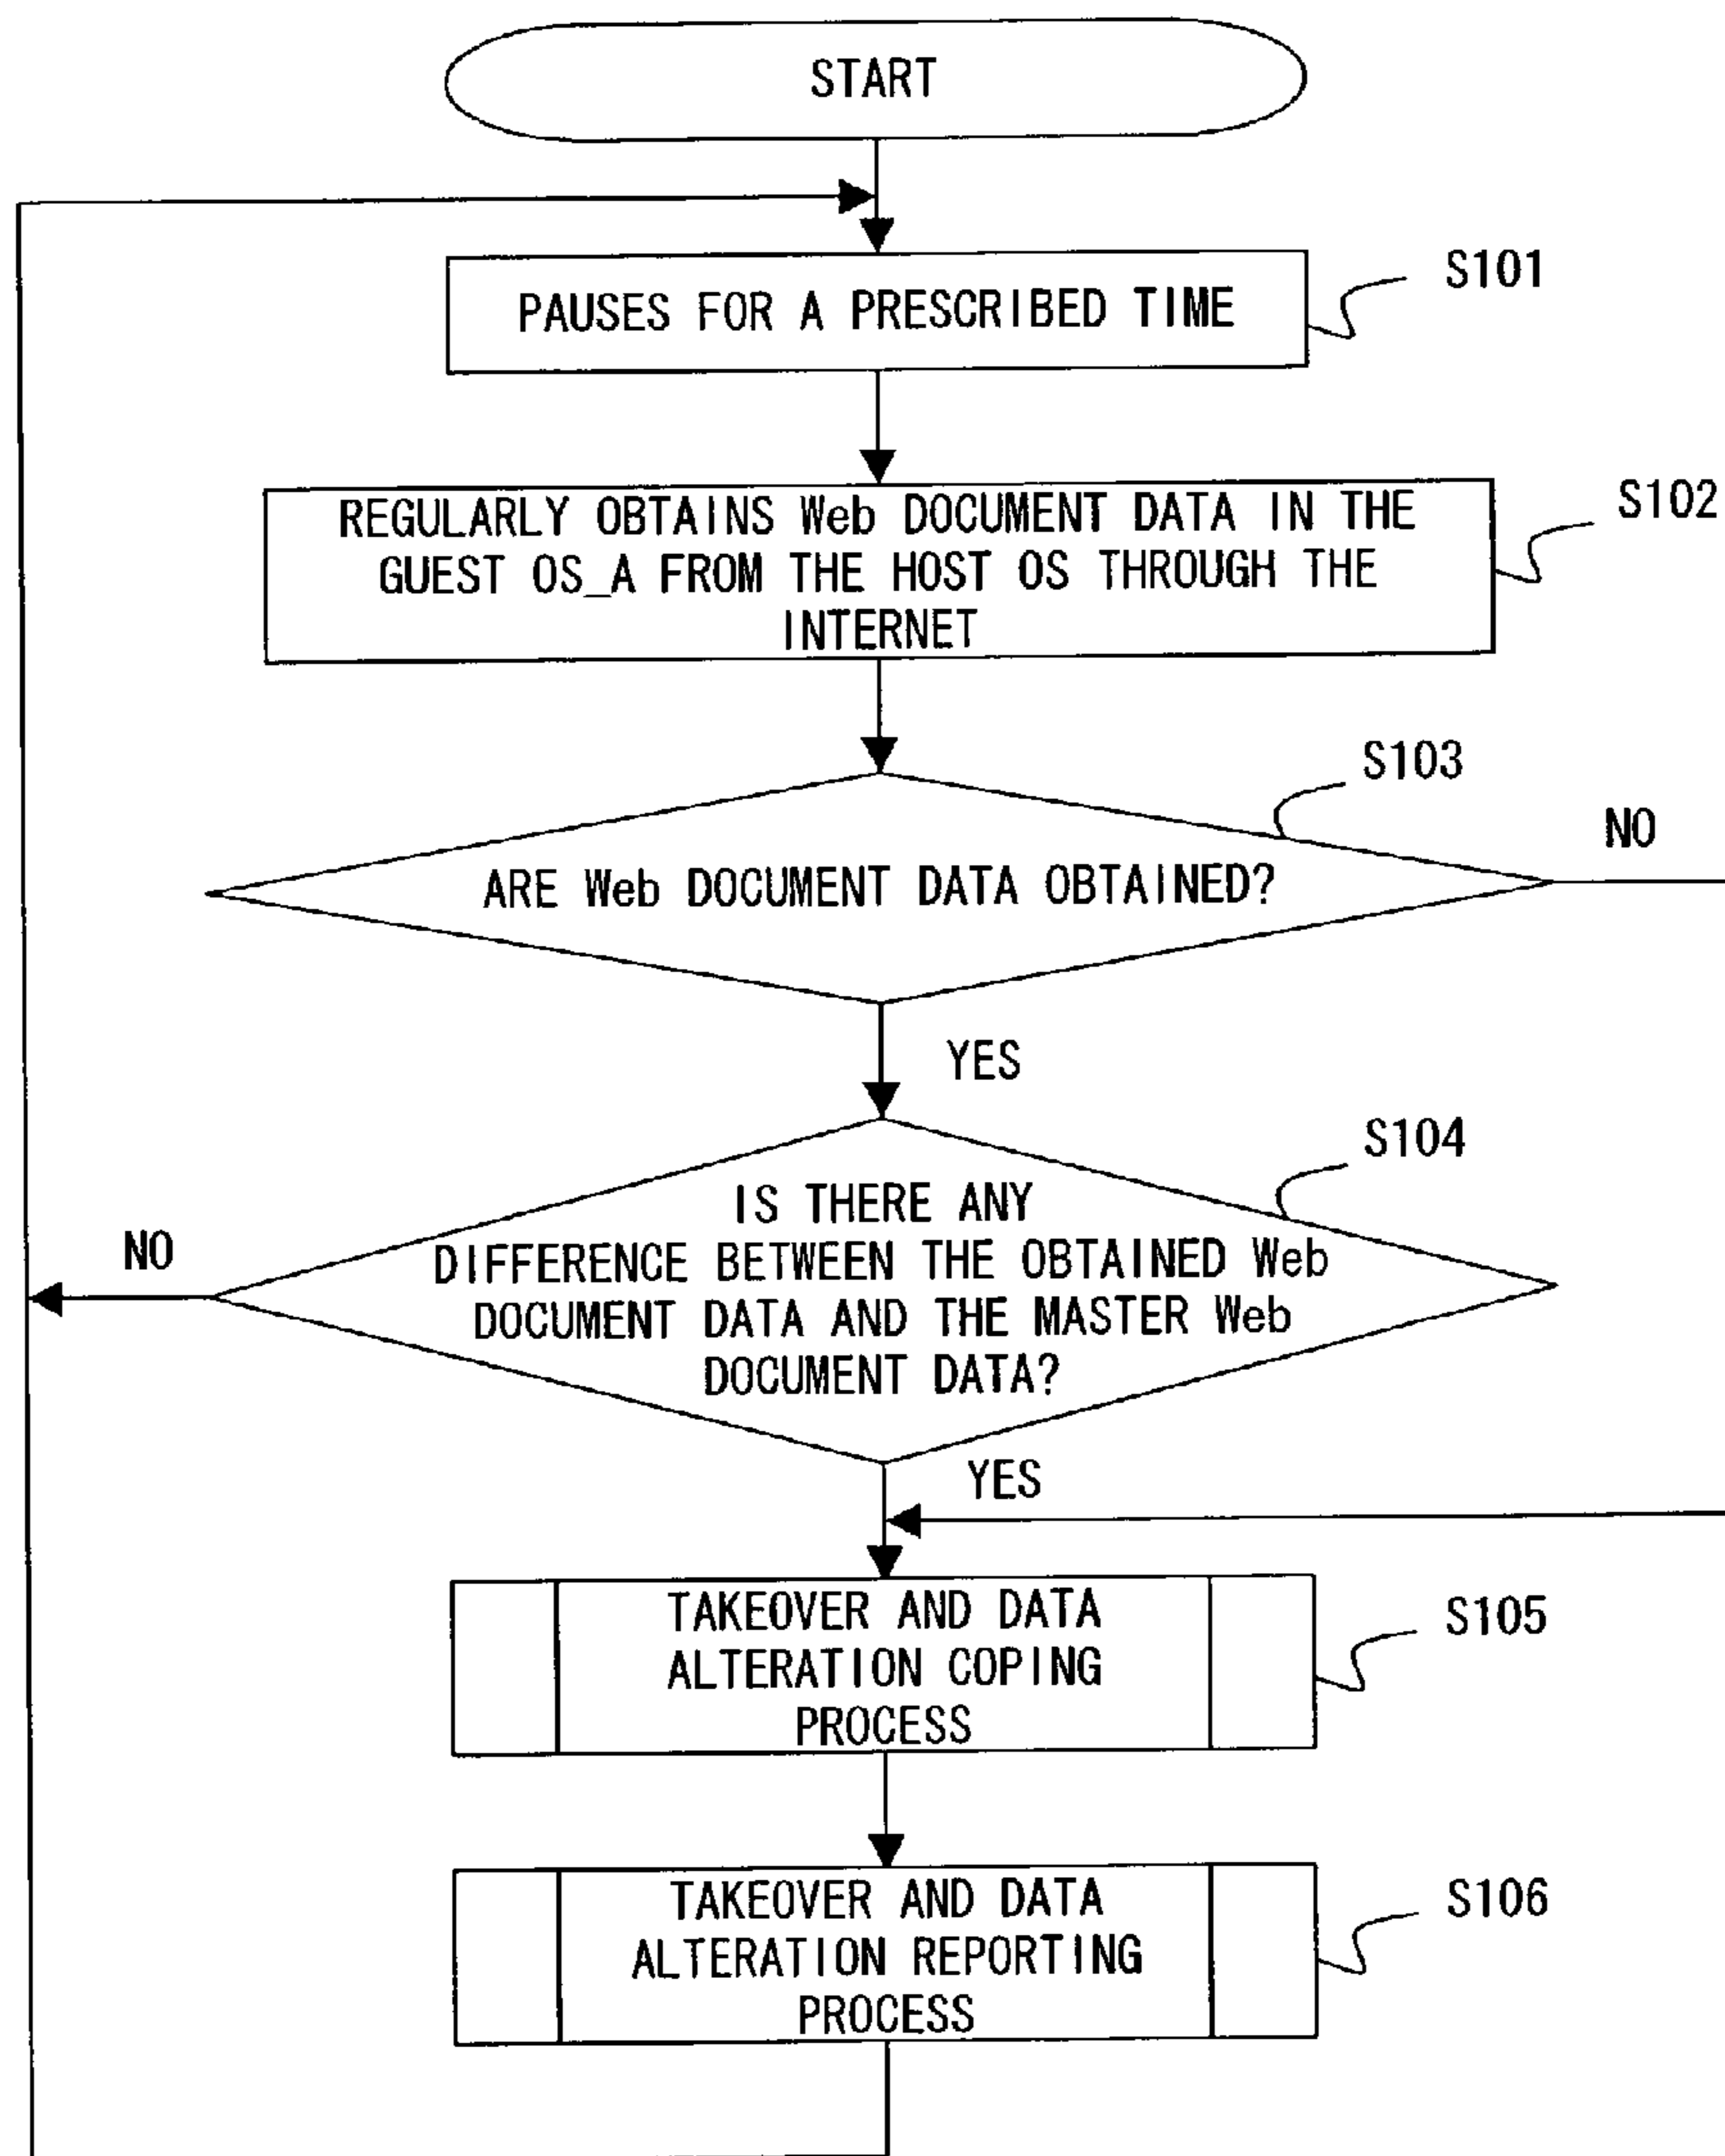 START
PAUSES FOR A PRESCRIBED TIME
S101
REGULARLY OBTAINS Web DOCUMENT DATA IN THE
GUEST OS_A FROM THE HOST OS THROUGH THE
INTERNET
S102
S103
ARE Web DOCUMENT DATA OBTAINED?
NO
YES
S104
IS THERE ANY
DIFFERENCE BETWEEN THE OBTAINED Web
DOCUMENT DATA AND THE MASTER Web
DOCUMENT DATA?
NO
YES
TAKEOVER AND DATA
ALTERATION COPING
PROCESS
S105
TAKEOVER AND DATA
ALTERATION REPORTING
PROCESS
S106